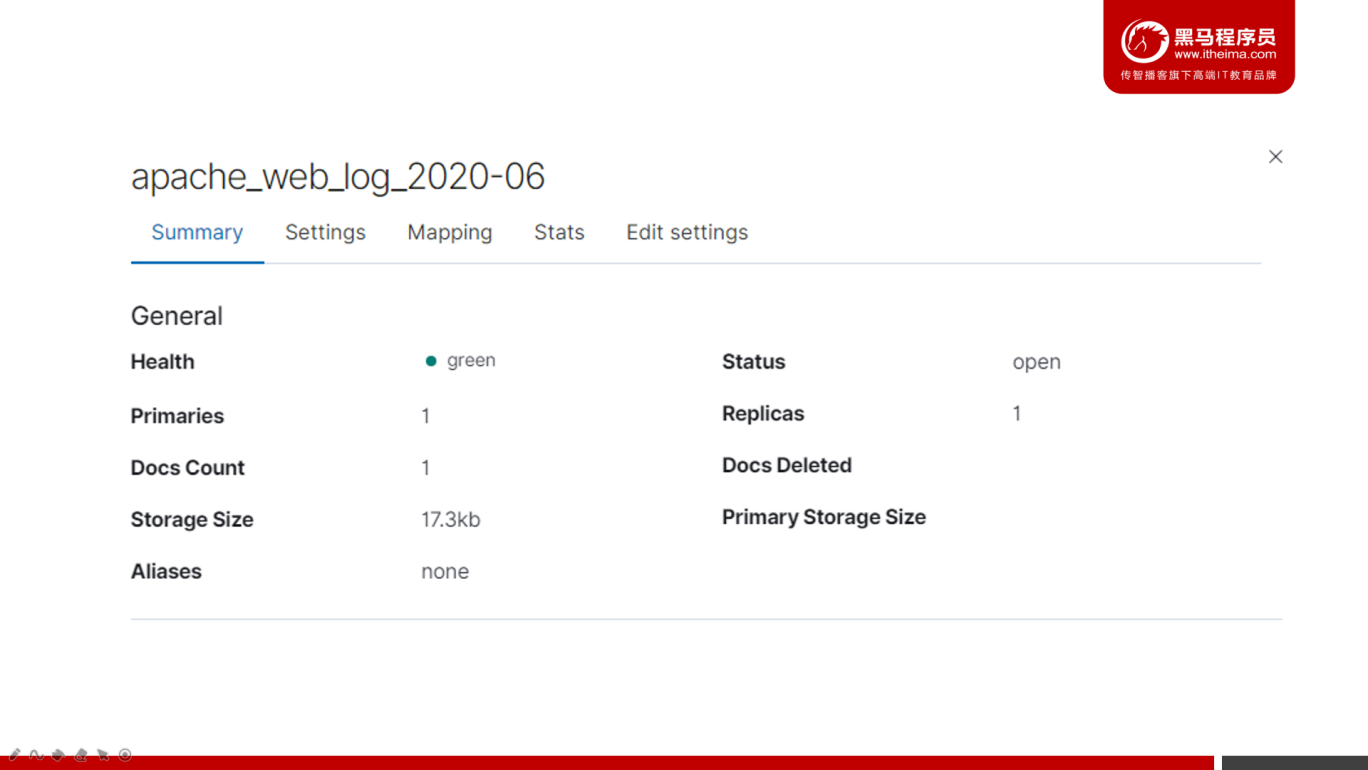 黑马程序员
www.itheima.com
传智播客旗下高端IT教育品牌
apache_web_log_2020-06
Summary Settings Mapping Stats Edit settings
General
Health green Status open
Primaries 1 Replicas 1
Docs Count 1 Docs Deleted
Storage Size 17.3kb Primary Storage Size
Aliases none